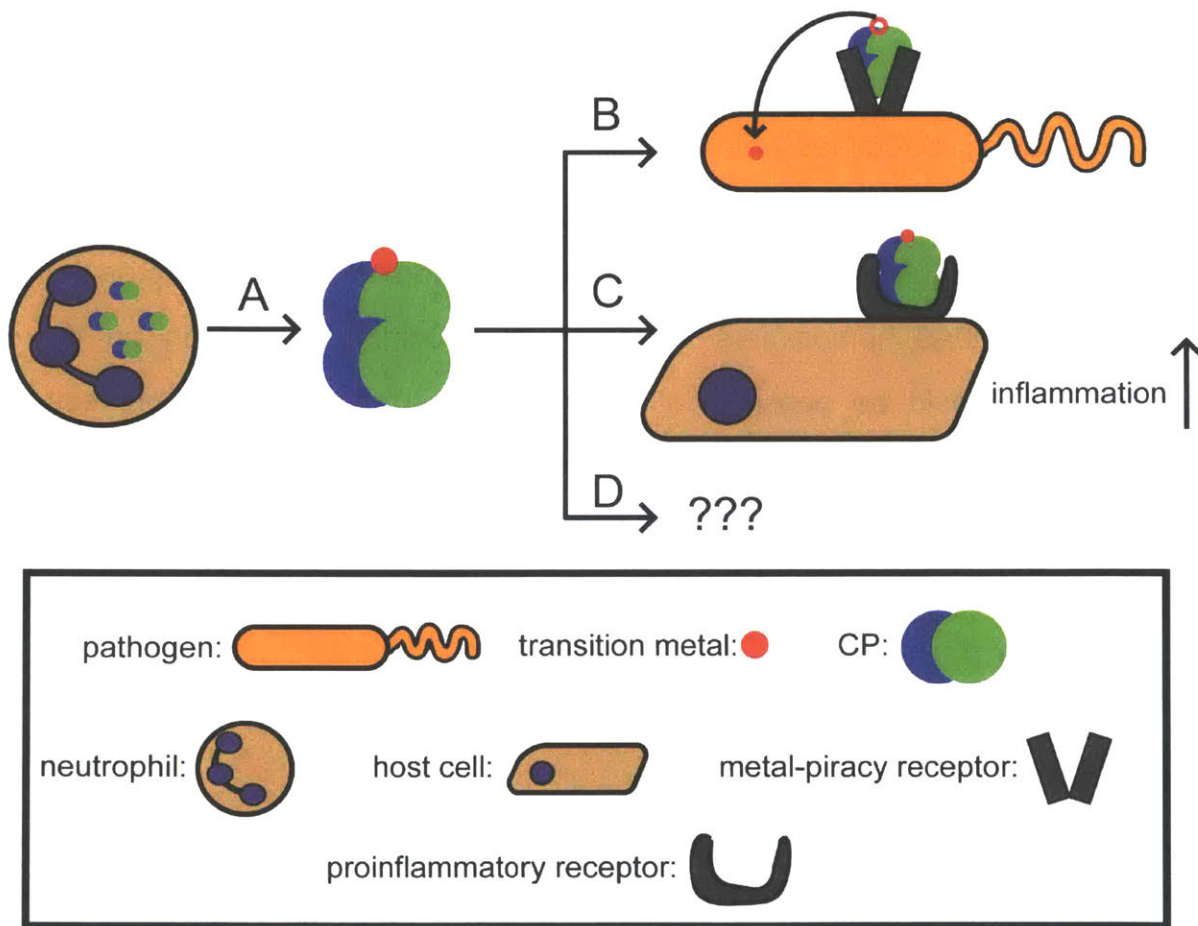 B
A
C
inflammation
D
???
pathogen:
transition metal:
CP:
neutrophil:
host cell:
metal-piracy receptor:
proinflammatory receptor: